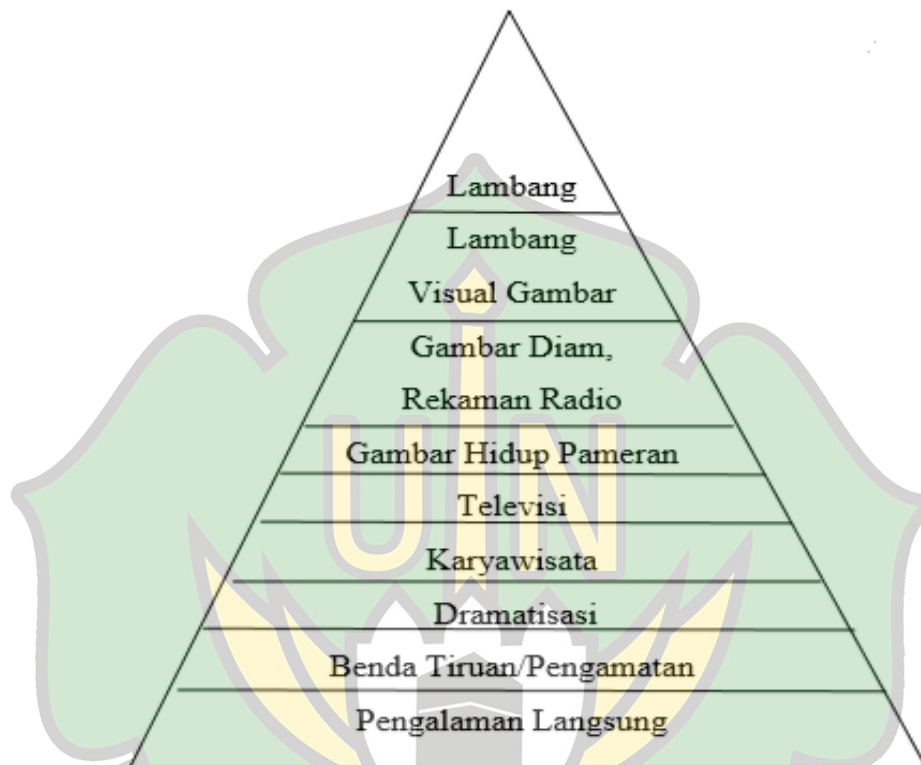 Lambang
Lambang
Visual Gambar
Gambar Diam,
Rekaman Radio
Gambar Hidup Pameran
Televisi
Karyawisata
Dramatisasi
Benda Tiruan/Pengamatan
Pengalaman Langsung
UIN